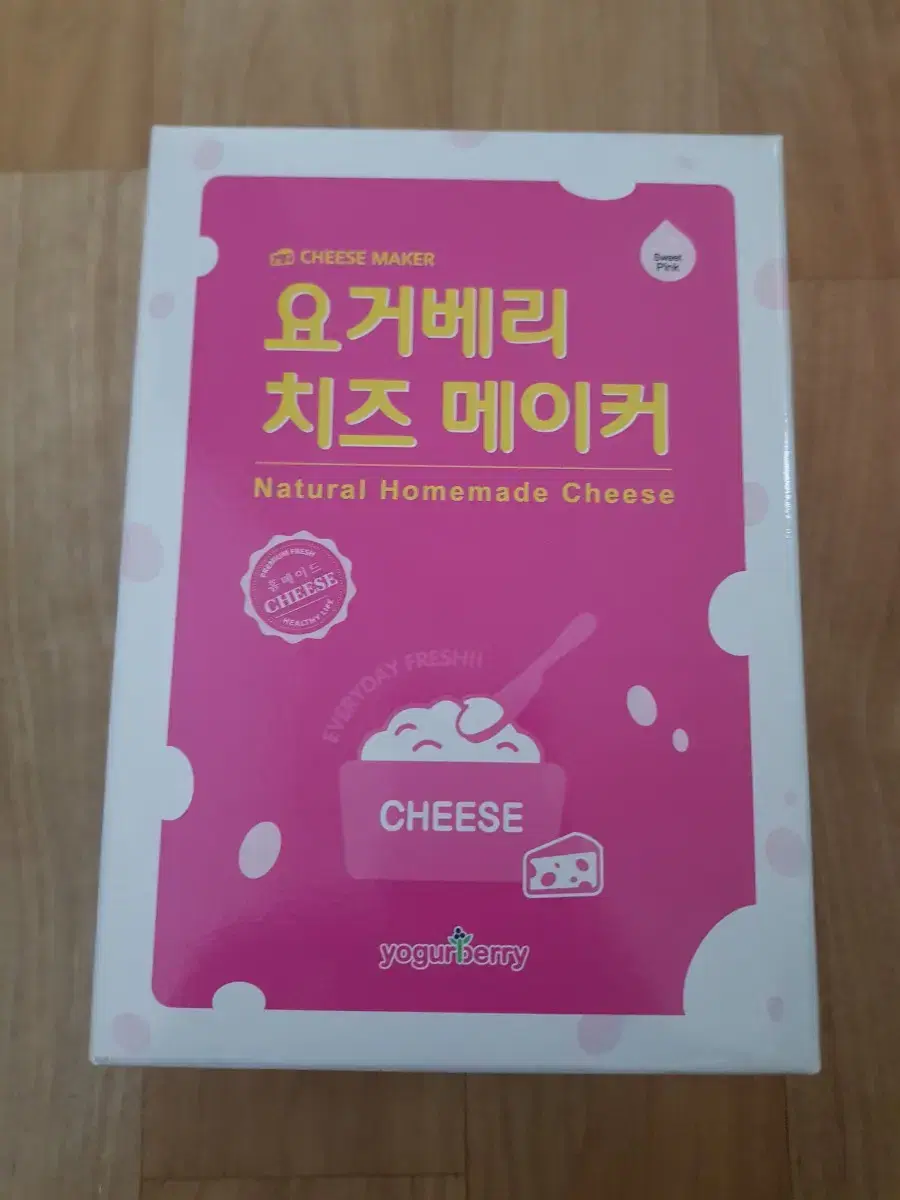 CHEESE MAKER
Sweet
Pink
요거베리
치즈 메이커
Natural Homemade Cheese
PREMIUM FRESH
홈메이드
CHEESE
HEALTHY LIFE
EVERYDAY FRESH!!
CHEESE
yogurberry